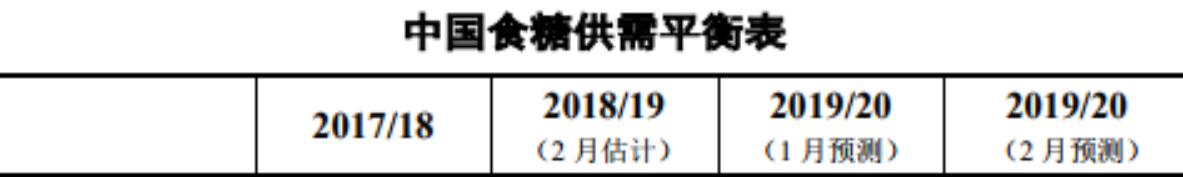 中国食糖供需平衡表
2017/18 2018/19 2019/20 2019/20
（2 月估计） （1 月预测） （2 月预测）